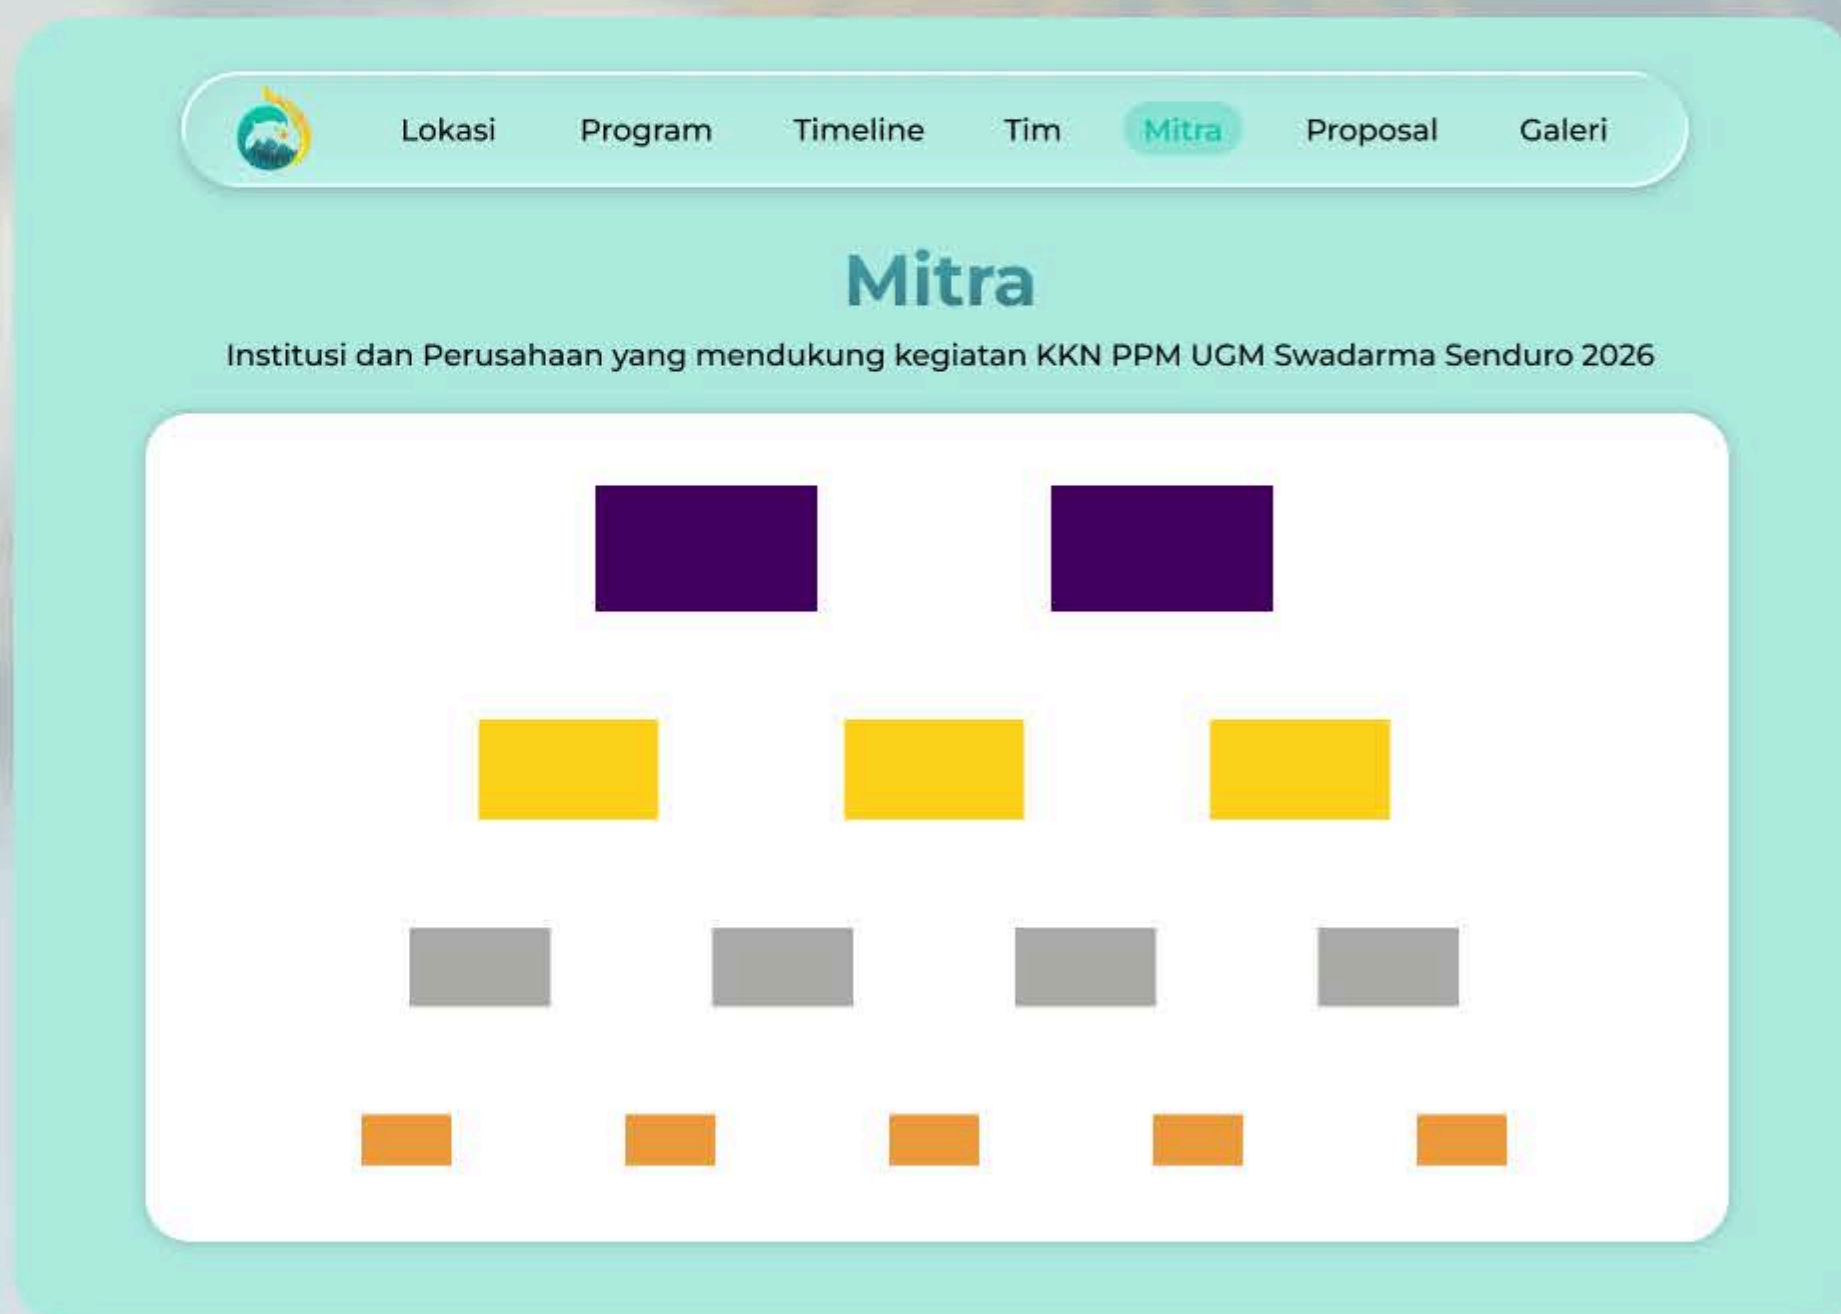 Lokasi Program Timeline Tim Mitra Proposal Galeri
Mitra
Institusi dan Perusahaan yang mendukung kegiatan KKN PPM UGM Swadarma Senduro 2026